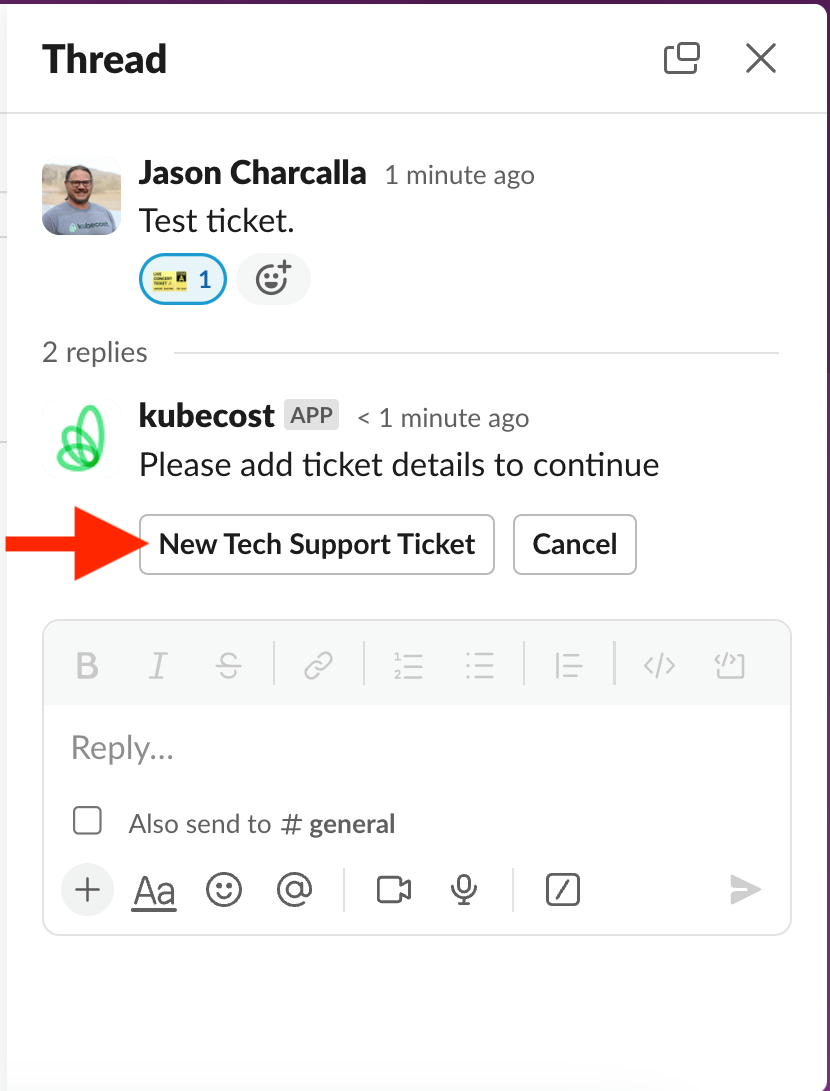 Thread
Jason Charcalla 1 minute ago
kubecost
Test ticket.
1
2 replies
kubecost APP < 1 minute ago
Please add ticket details to continue
New Tech Support Ticket Cancel
B I S
Reply...
Also send to # general
+ Aa @